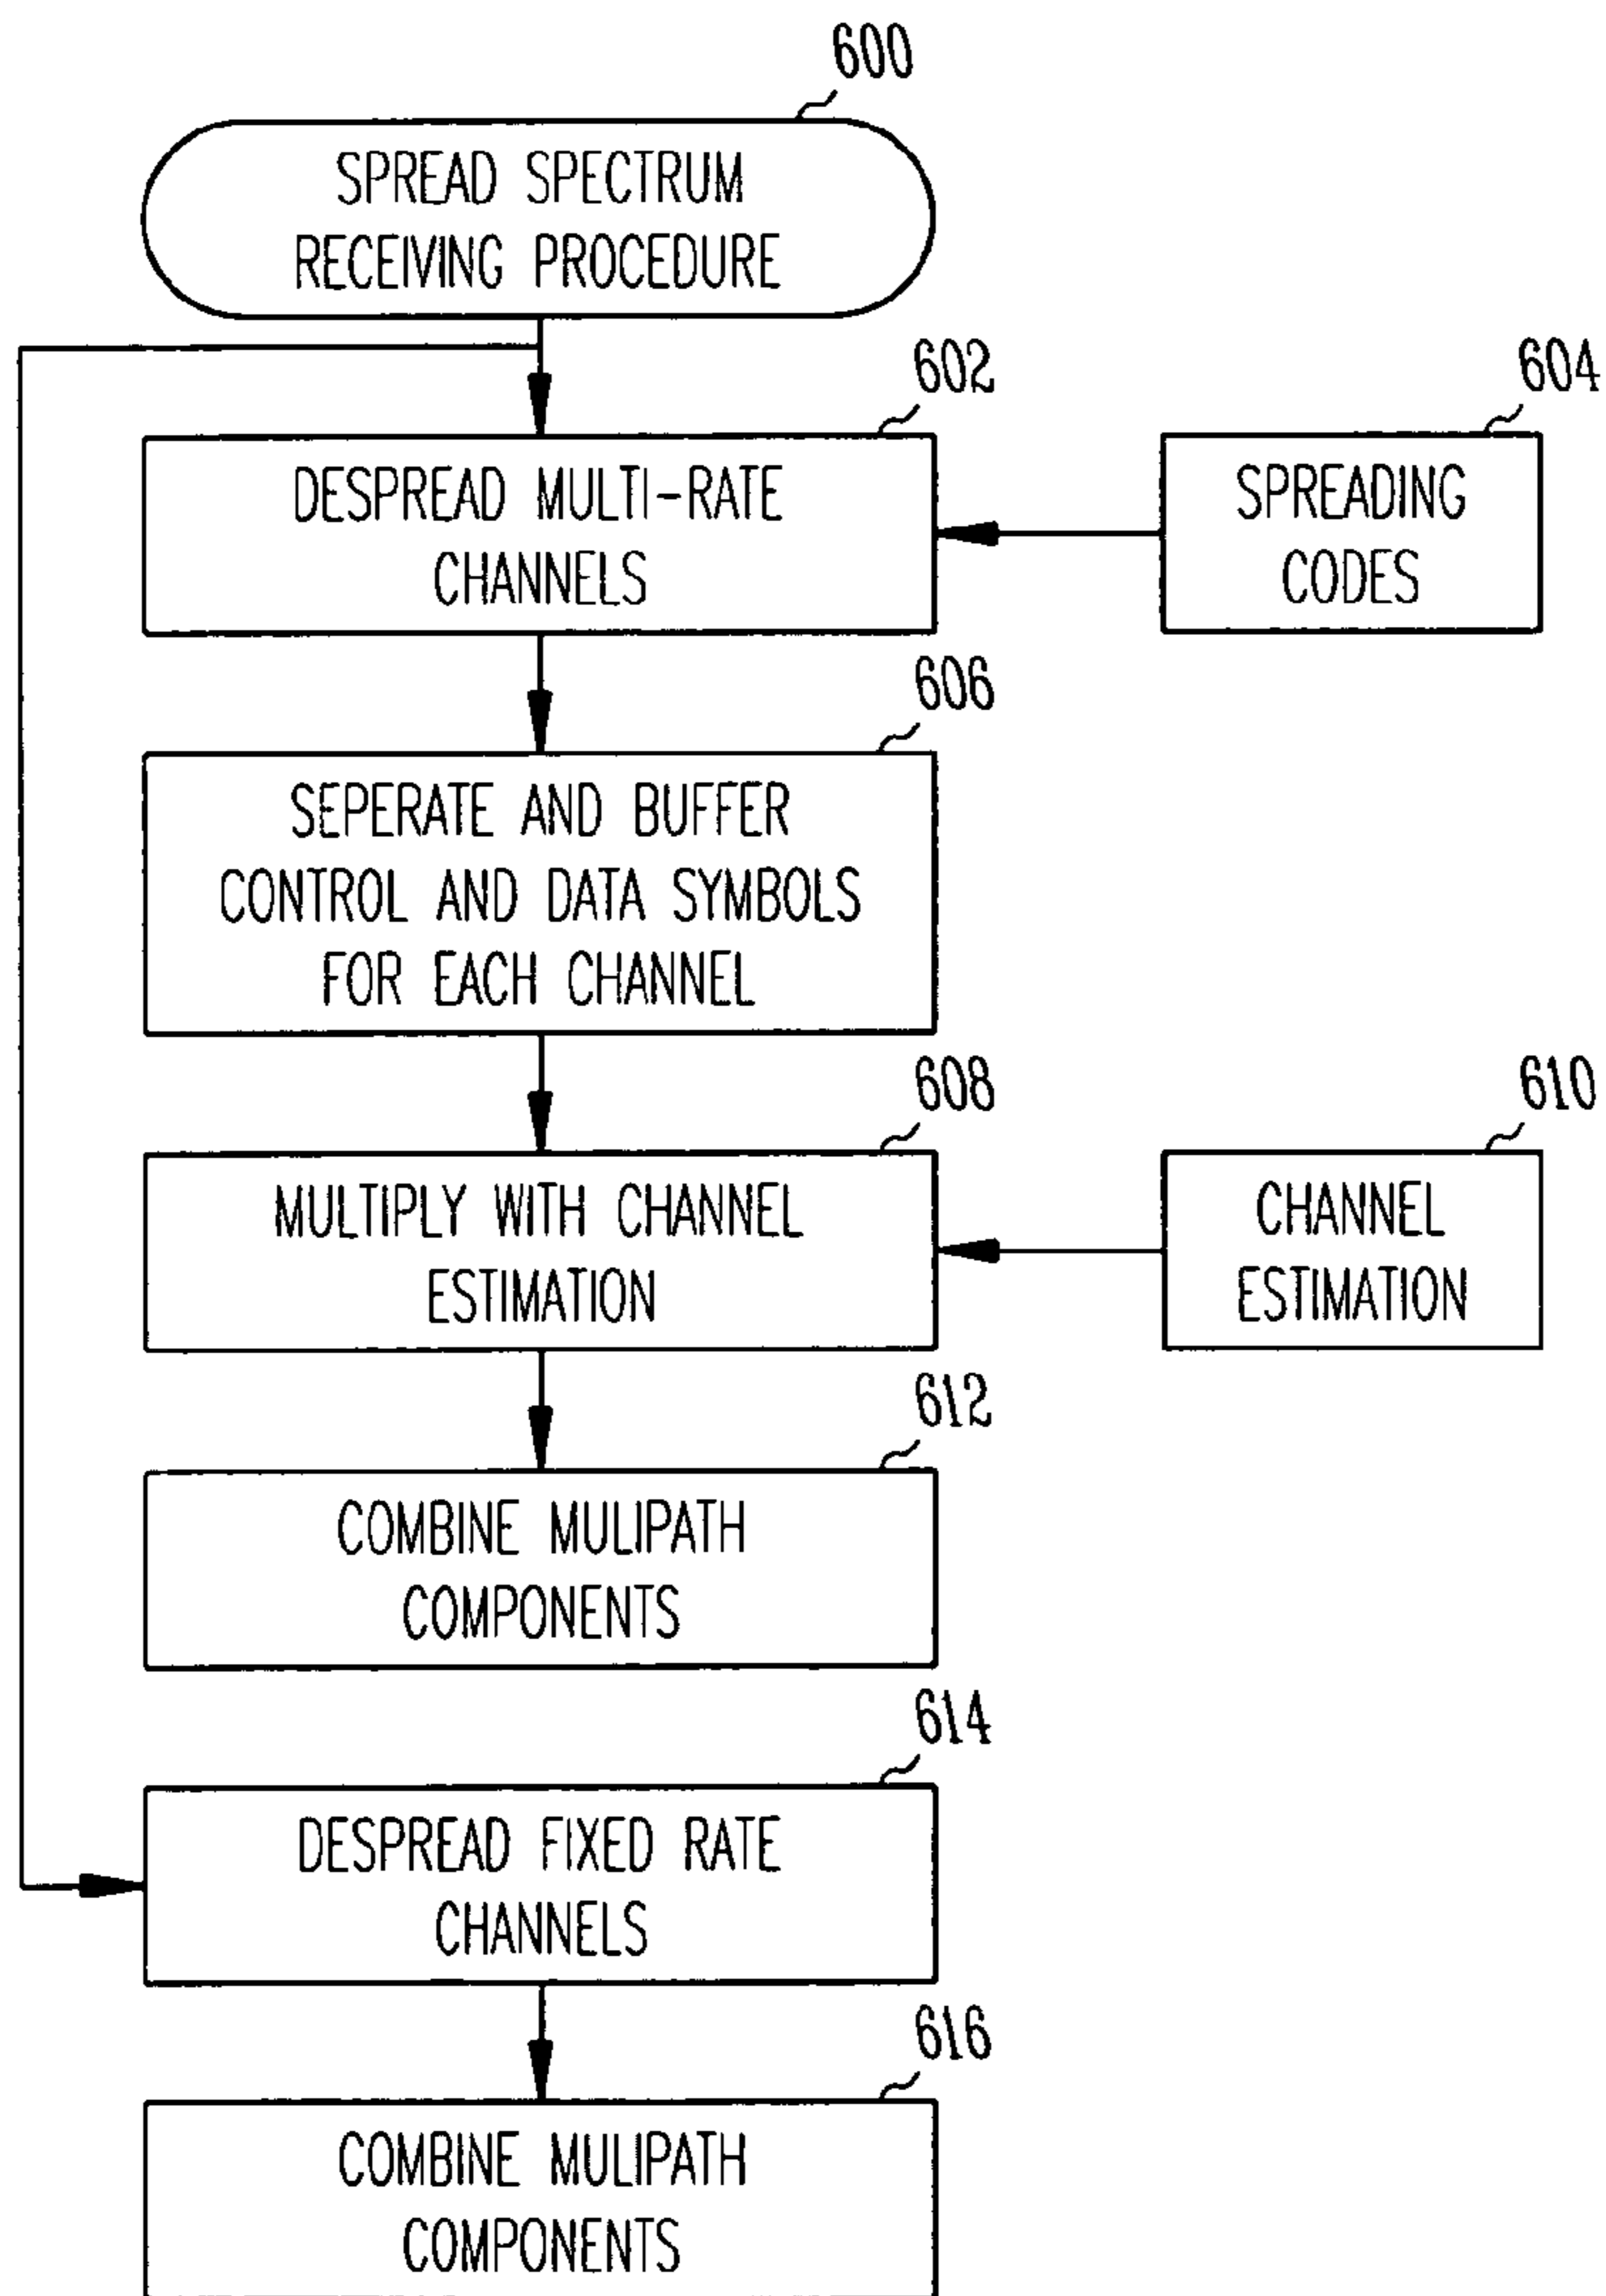 600
SPREAD SPECTRUM
RECEIVING PROCEDURE
602
DESPREAD MULTI-RATE
CHANNELS
604
SPREADING
CODES
606
SEPERATE AND BUFFER
CONTROL AND DATA SYMBOLS
FOR EACH CHANNEL
608
MULTIPLY WITH CHANNEL
ESTIMATION
610
CHANNEL
ESTIMATION
612
COMBINE MULIPATH
COMPONENTS
614
DESPREAD FIXED RATE
CHANNELS
616
COMBINE MULIPATH
COMPONENTS